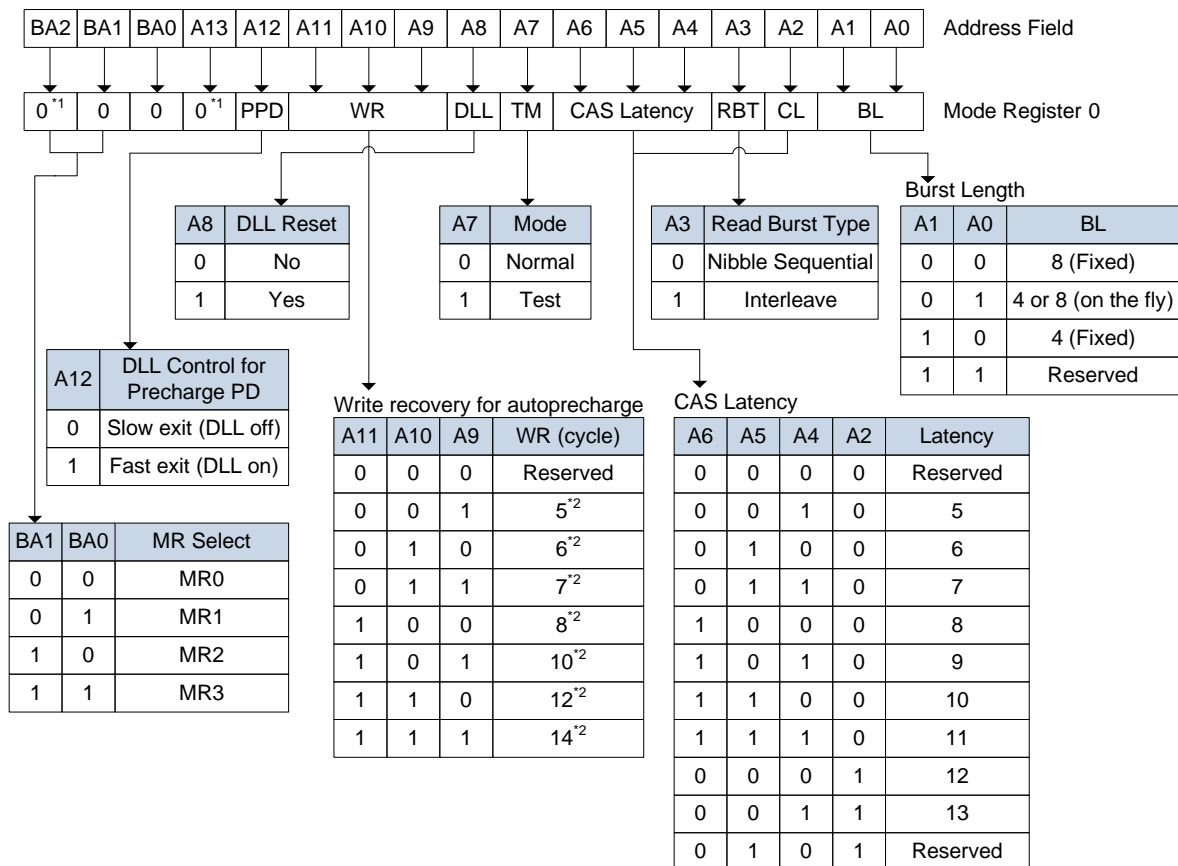 BA2 BA1 BA0 A13 A12 A11 A10 A9 A8 A7 A6 A5 A4 A3 A2 A1 A0 Address Field
0*1 0 0 0*1 PPD WR DLL TM CAS Latency RBT CL BL Mode Register 0
A8 DLL Reset
0 No
1 Yes
A7 Mode
0 Normal
1 Test
A3 Read Burst Type
0 Nibble Sequential
1 Interleave
Burst Length
A1 A0 BL
0 0 8 (Fixed)
0 1 4 or 8 (on the fly)
1 0 4 (Fixed)
1 1 Reserved
A12 DLL Control for
Precharge PD
0 Slow exit (DLL off)
1 Fast exit (DLL on)
Write recovery for autoprecharge
A11 A10 A9 WR (cycle)
0 0 0 Reserved
0 0 1 5*2
0 1 0 6*2
0 1 1 7*2
1 0 0 8*2
1 0 1 10*2
1 1 0 12*2
1 1 1 14*2
CAS Latency
A6 A5 A4 A2 Latency
0 0 0 0 Reserved
0 0 1 0 5
0 1 0 0 6
0 1 1 0 7
1 0 0 0 8
1 0 1 0 9
1 1 0 0 10
1 1 1 0 11
0 0 0 1 12
0 0 1 1 13
0 1 0 1 Reserved
BA1 BA0 MR Select
0 0 MR0
0 1 MR1
1 0 MR2
1 1 MR3